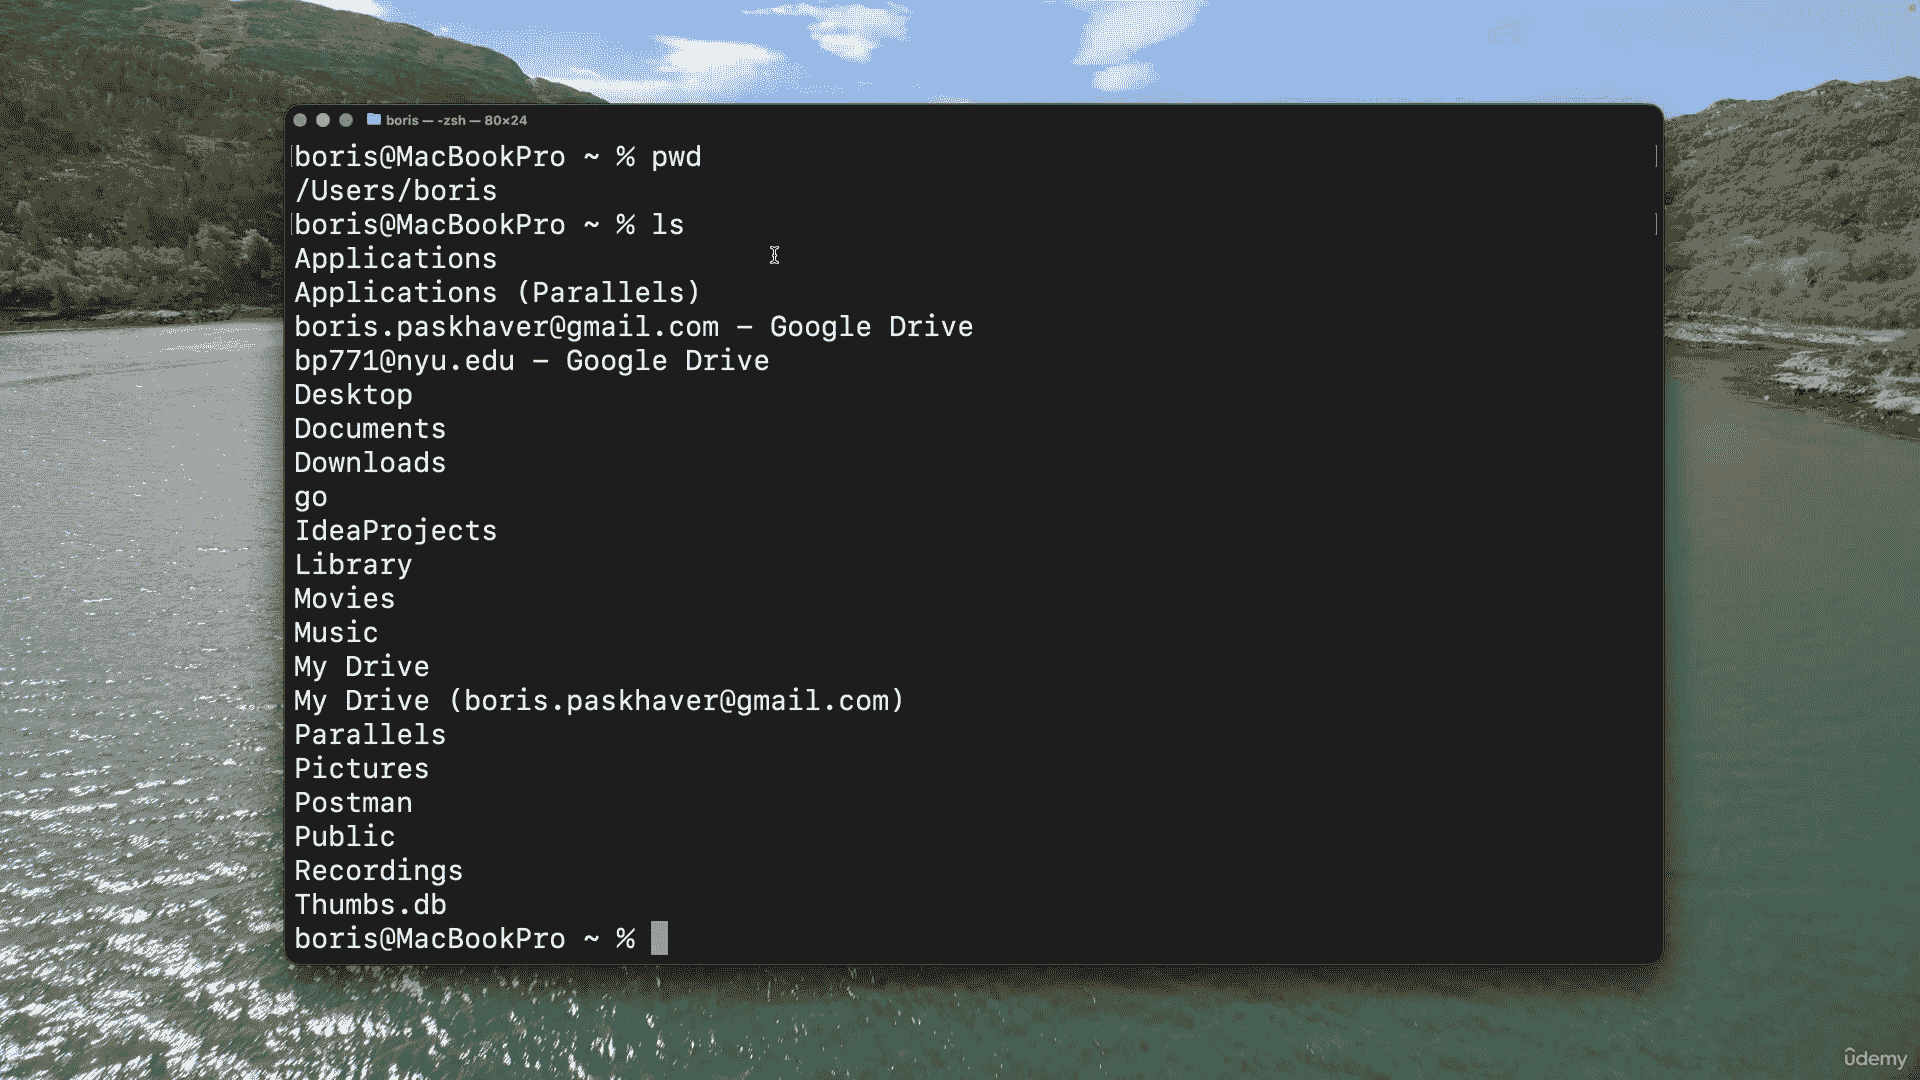 boris — -zsh — 80×24
boris@MacBookPro ~ % pwd
/Users/boris
boris@MacBookPro ~ % ls
Applications
Applications (Parallels)
boris.paskhaver@gmail.com – Google Drive
bp771@nyu.edu – Google Drive
Desktop
Documents
Downloads
go
IdeaProjects
Library
Movies
Music
My Drive
My Drive (boris.paskhaver@gmail.com)
Parallels
Pictures
Postman
Public
Recordings
Thumbs.db
boris@MacBookPro ~ %
ûdemy